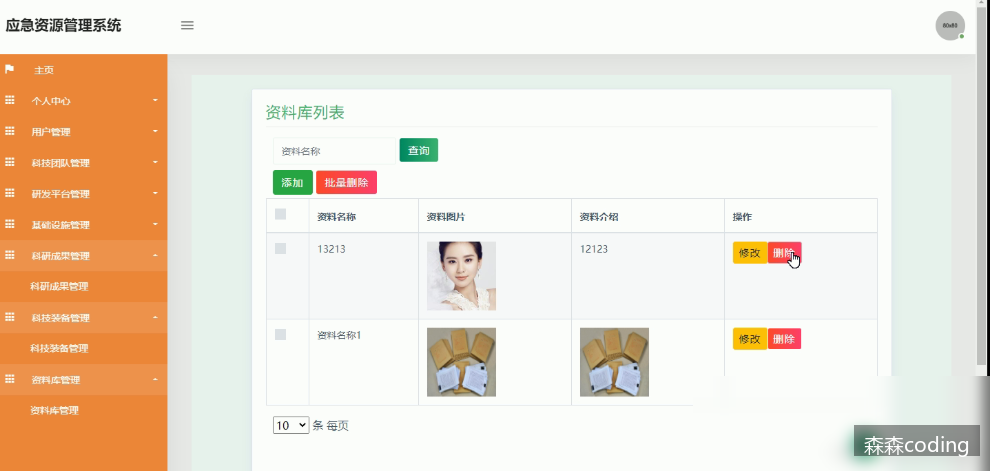 应急资源管理系统
60x60
主页
个人中心
用户管理
科技团队管理
研发平台管理
基础设施管理
科研成果管理
科研成果管理
科技装备管理
科技装备管理
资料库管理
资料库管理
资料库列表
资料名称 查询
添加 批量删除
资料名称 资料图片 资料介绍 操作
13213 12123 修改 删除
资料名称1 修改 删除
10 条 每页
森森coding